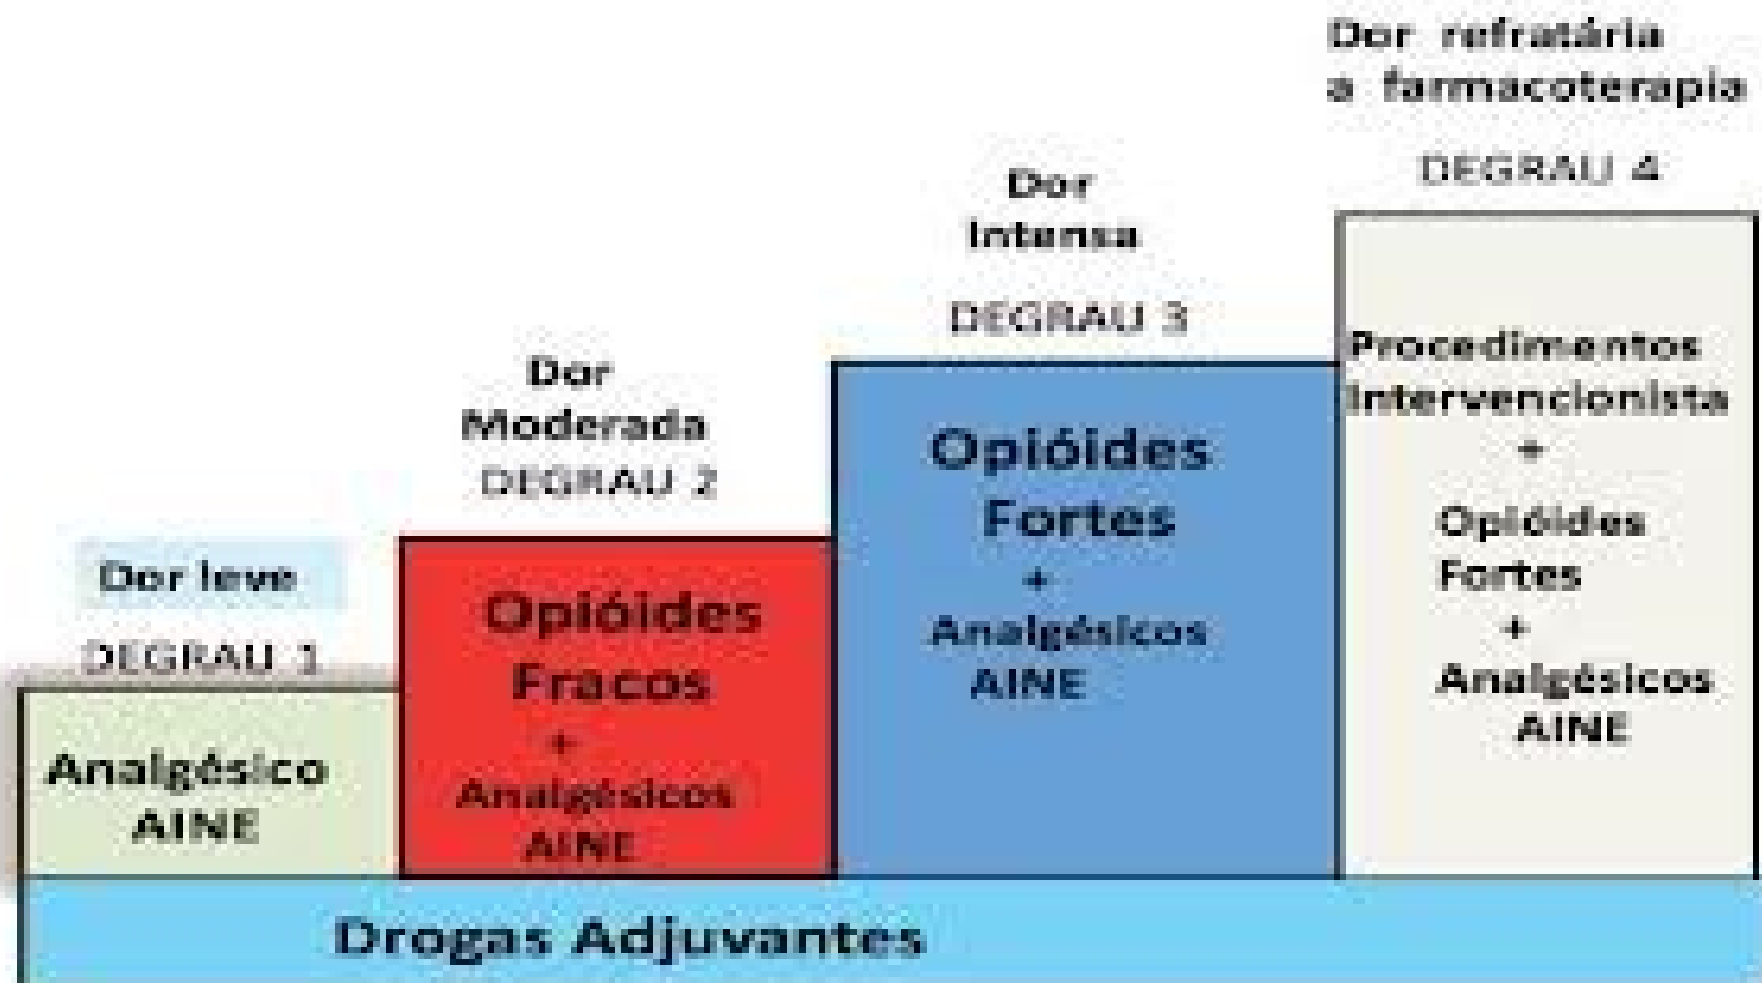 Dor leve
DEGRAU 1
Analgésico
AINE
Dor
Moderada
DEGRAU 2
Opióides
Fracos
+
Analgésicos
AINE
Dor
Intensa
DEGRAU 3
Opióides
Fortes
+
Analgésicos
AINE
Dor refratária
a farmacoterapia
DEGRAU 4
Procedimentos
Intervencionista
+
Opióides
Fortes
+
Analgésicos
AINE
Drogas Adjuvantes